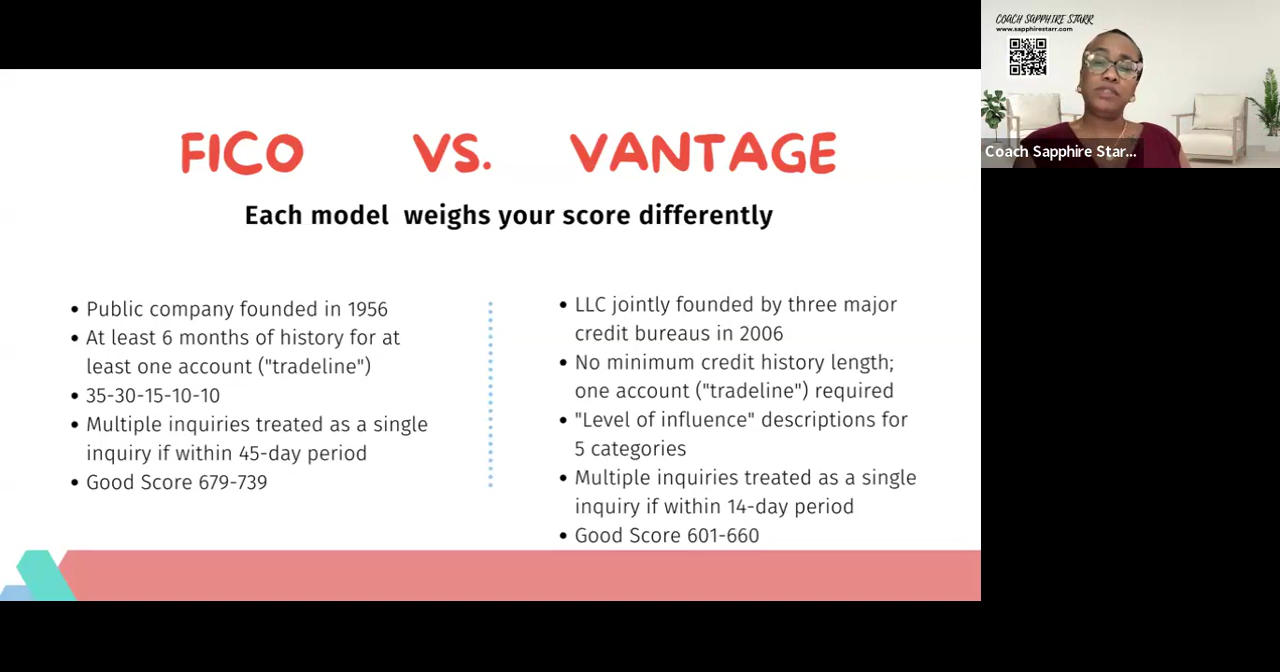 COACH SAPPHIRE STARR
www.sapphirestarr.com
Coach Sapphire Star...
FICO VS. VANTAGE
Each model weighs your score differently
• Public company founded in 1956
• At least 6 months of history for at
least one account ("tradeline")
• 35-30-15-10-10
• Multiple inquiries treated as a single
inquiry if within 45-day period
• Good Score 679-739
• LLC jointly founded by three major
credit bureaus in 2006
• No minimum credit history length;
one account ("tradeline") required
• "Level of influence" descriptions for
5 categories
• Multiple inquiries treated as a single
inquiry if within 14-day period
• Good Score 601-660